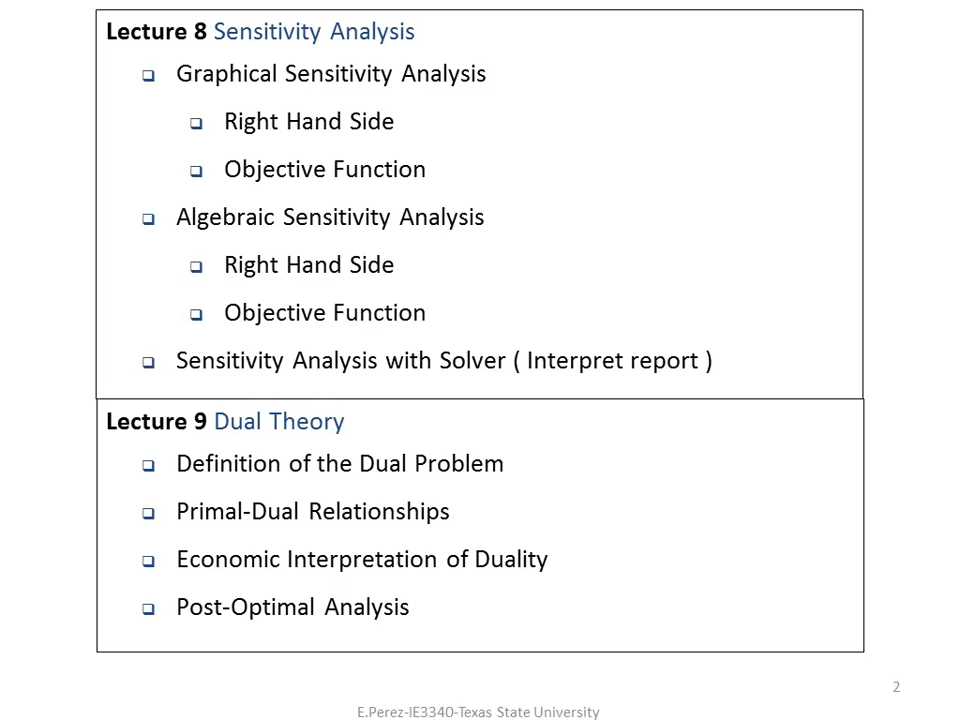 Lecture 8 Sensitivity Analysis
Graphical Sensitivity Analysis
Right Hand Side
Objective Function
Algebraic Sensitivity Analysis
Right Hand Side
Objective Function
Sensitivity Analysis with Solver ( Interpret report )
Lecture 9 Dual Theory
Definition of the Dual Problem
Primal-Dual Relationships
Economic Interpretation of Duality
Post-Optimal Analysis
2
E.Perez-IE3340-Texas State University